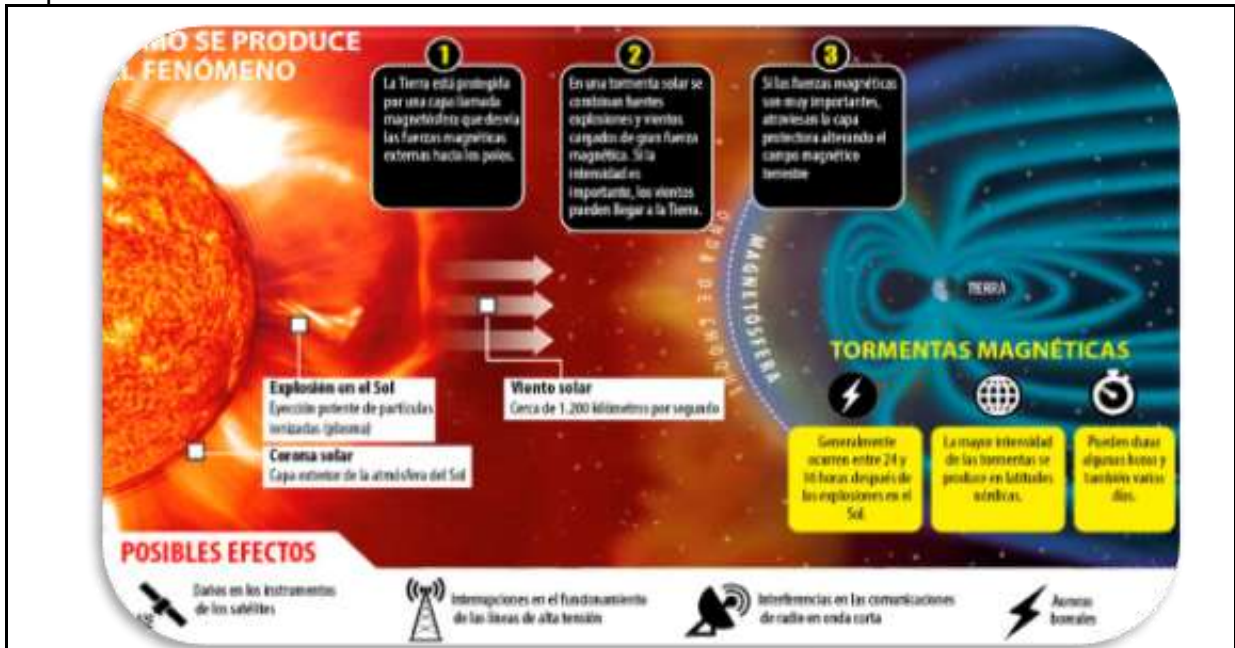 MO SE PRODUCE
L FENÓMENO
1
La Tierra está protegida
por una capa llamada
magnetósfera que desvía
las fuerzas magnéticas
externas hacia los polos.
2
En una tormenta solar se
combinan fuertes
explosiones y vientos
cargados de gran fuerza
magnética. Si la
intensidad es
importante, los vientos
pueden llegar a la Tierra.
3
Si las fuerzas magnéticas
son muy importantes,
atraviesan la capa
protectora alterando el
campo magnético
terrestre
ONDA DE CHOQUE
MAGNETÓSFERA
TIERRA
Explosión en el Sol
Eyección potente de partículas
ionizadas (plasma)
Corona solar
Capa exterior de la atmósfera del Sol
Viento solar
Cerca de 1.200 kilómetros por segundo
TORMENTAS MAGNÉTICAS
Generalmente
ocurren entre 24 y
horas después de
las explosiones en el
Sol
La mayor intensidad
de las tormentas se
produce en latitudes
nórdicas.
Pueden durar
algunas horas y
también varios
días.
POSIBLES EFECTOS
Daños en los instrumentos
de los satélites
Interrupciones en el funcionamiento
de las líneas de alta tensión
Interferencias en las comunicaciones
de radio en onda corta
Auroras
boreales